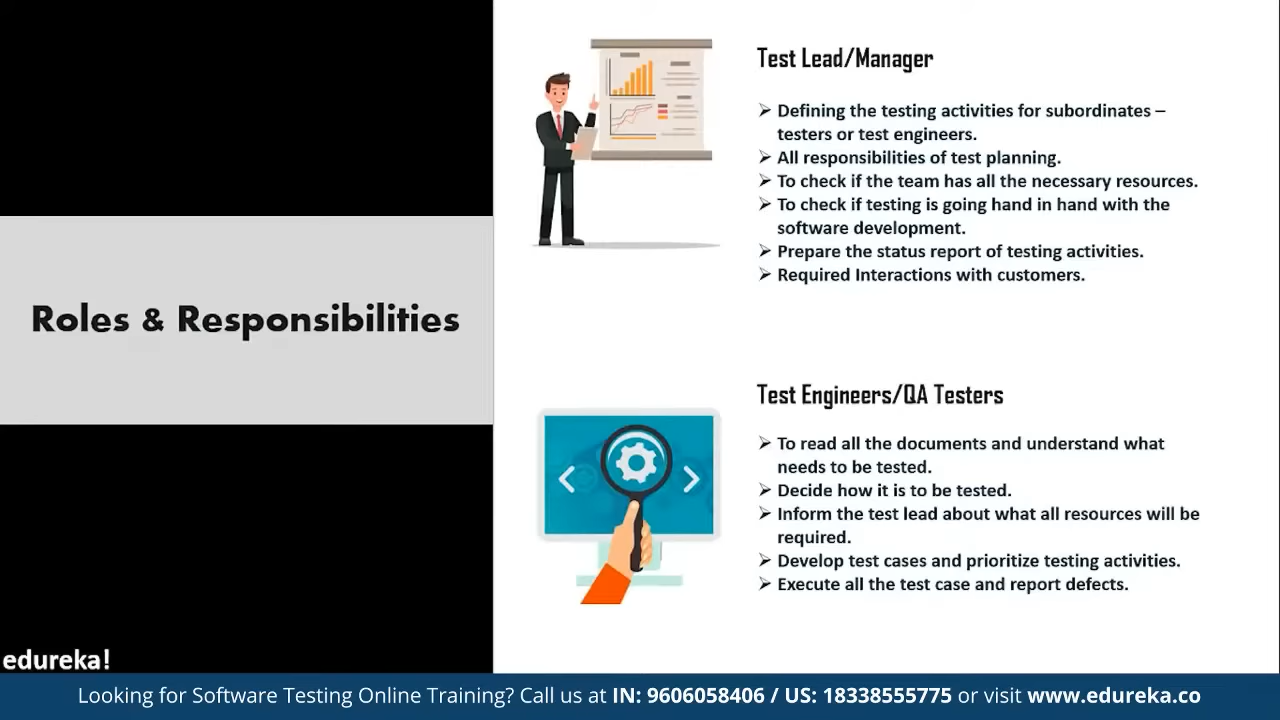 Roles & Responsibilities
Test Lead/Manager
➢ Defining the testing activities for subordinates –
testers or test engineers.
➢ All responsibilities of test planning.
➢ To check if the team has all the necessary resources.
➢ To check if testing is going hand in hand with the
software development.
➢ Prepare the status report of testing activities.
➢ Required Interactions with customers.
Test Engineers/QA Testers
➢ To read all the documents and understand what
needs to be tested.
➢ Decide how it is to be tested.
➢ Inform the test lead about what all resources will be
required.
➢ Develop test cases and prioritize testing activities.
➢ Execute all the test case and report defects.
edureka!
Looking for Software Testing Online Training? Call us at IN: 9606058406 / US: 18338555775 or visit www.edureka.co